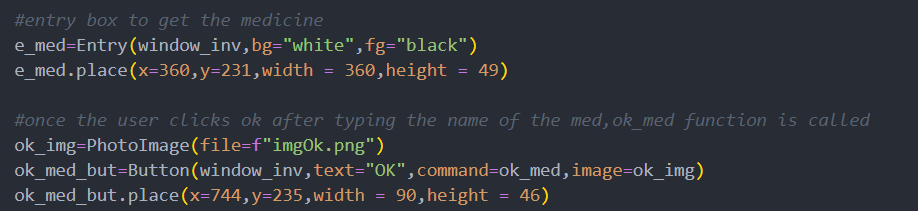 #entry box to get the medicine
e_med=Entry(window_inv,bg="white",fg="black")
e_med.place(x=360,y=231,width = 360,height = 49)
#once the user clicks ok after typing the name of the med,ok_med function is called
ok_img=PhotoImage(file=f"imgOk.png")
ok_med_but=Button(window_inv,text="OK",command=ok_med,image=ok_img)
ok_med_but.place(x=744,y=235,width = 90,height = 46)